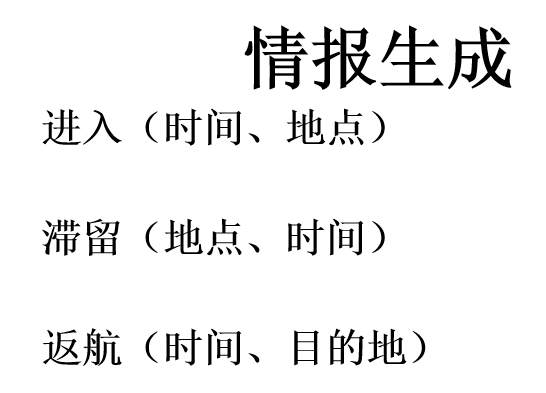 情报生成
进入（时间、地点）
滞留（地点、时间）
返航（时间、目的地）